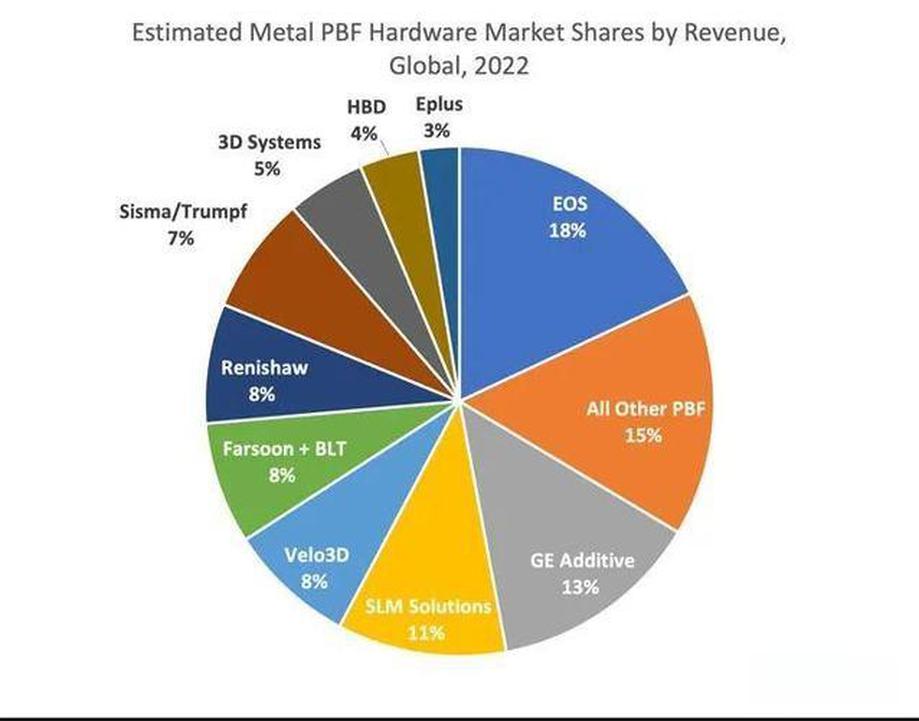 Estimated Metal PBF Hardware Market Shares by Revenue,
Global, 2022
EOS
18%
All Other PBF
15%
GE Additive
13%
SLM Solutions
11%
Velo3D
8%
Farsoon + BLT
8%
Renishaw
8%
Sisma/Trumpf
7%
3D Systems
5%
HBD
4%
Eplus
3%